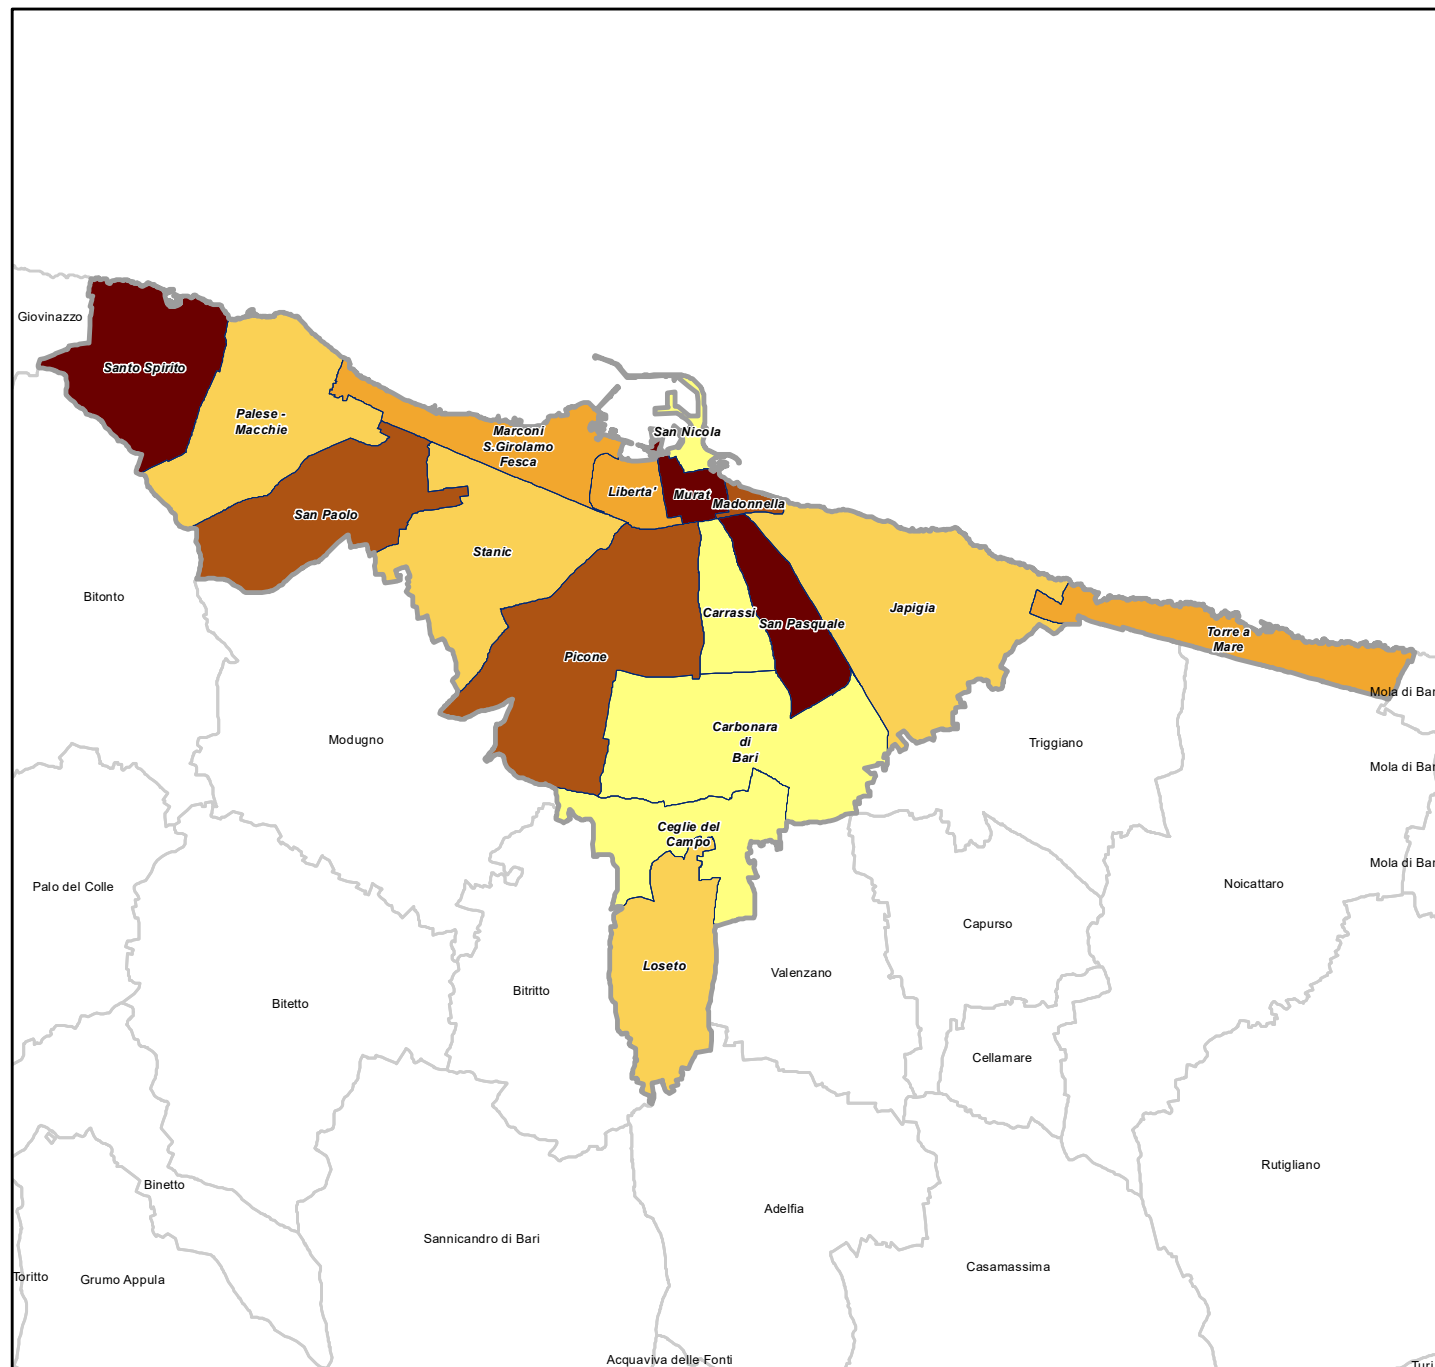 Giovinazzo
Santo Spirito
Palese -
Macchie
Marconi
S.Girolamo
Fesca
San Nicola
Liberta'
Murat
Madonnella
San Paolo
Stanic
Bitonto
Carrassi
San Pasquale
Japigia
Torre a
Mare
Picone
Mola di Bar
Modugno
Carbonara
di
Bari
Triggiano
Mola di Bar
Ceglie del
Campo
Mola di Bar
Palo del Colle
Noicattaro
Capurso
Loseto
Valenzano
Bitritto
Bitetto
Cellamare
Rutigliano
Binetto
Adelfia
Sannicandro di Bari
Casamassima
Toritto
Grumo Appula
Acquaviva delle Fonti
Turi